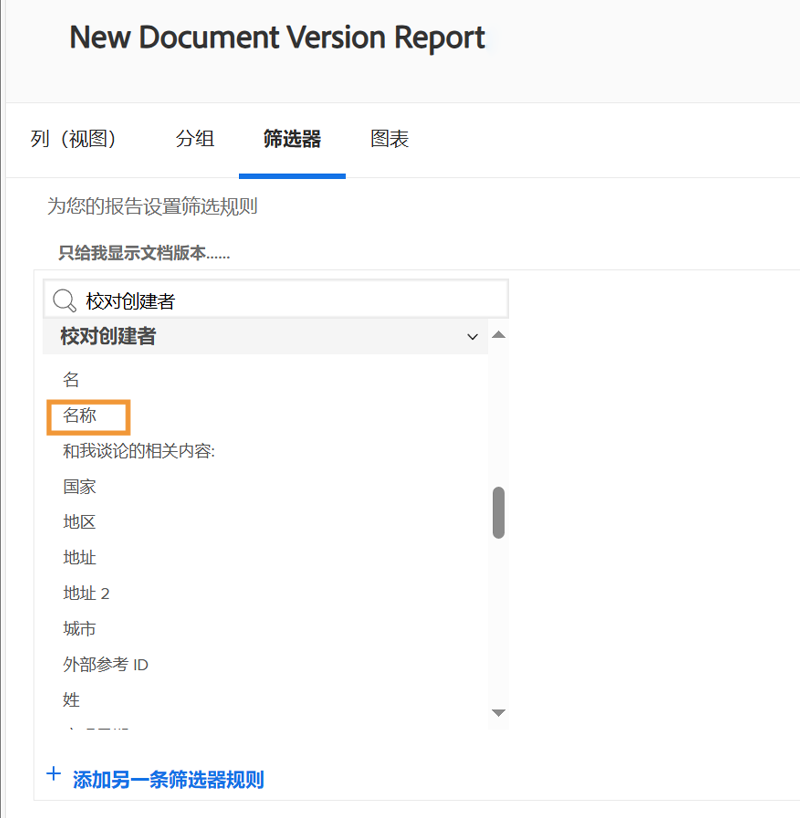 New Document Version Report
列（视图） 分组 筛选器 图表
为您的报告设置筛选规则
只给我显示文档版本......
校对创建者
校对创建者
名
名称
和我谈论的相关内容:
国家
地区
地址
地址 2
城市
外部参考 ID
姓
添加另一条筛选器规则